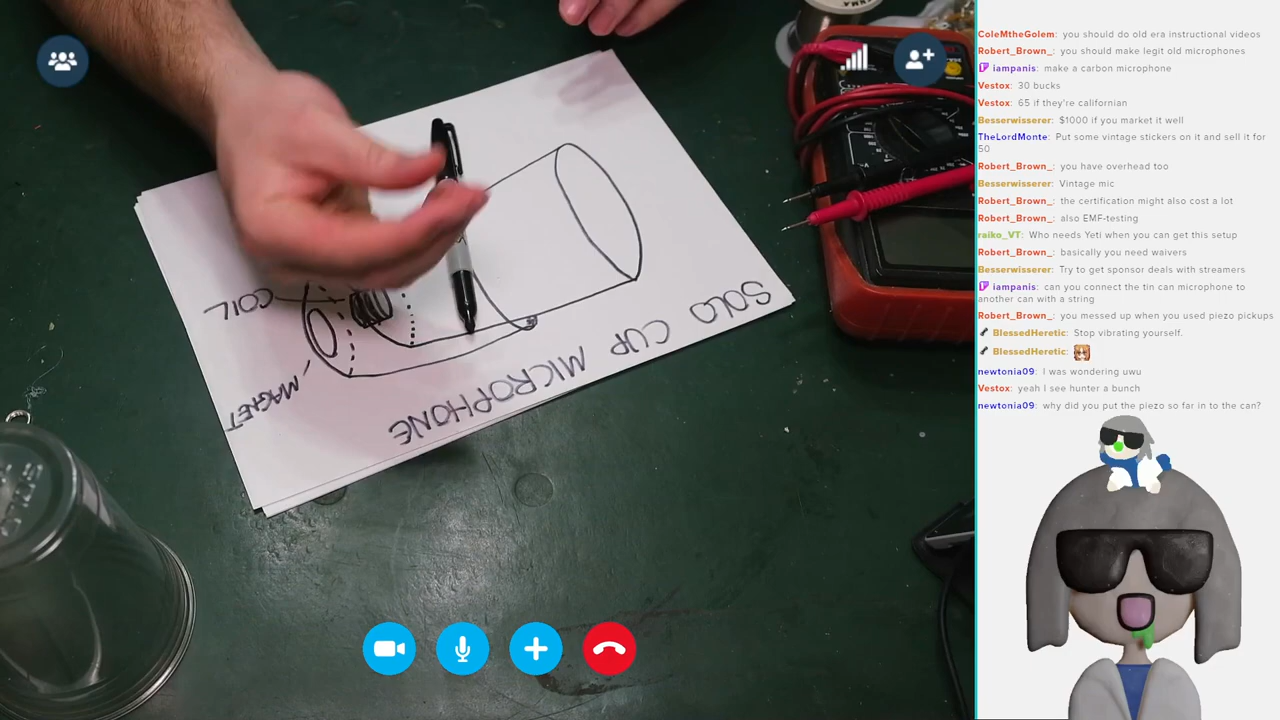 COIL
MAGNET
SOLO CUP MICROPHONE
ColeMtheGolem: you should do old era instructional videos
Robert_Brown_: you should make legit old microphones
iampanis: make a carbon microphone
Vestox: 30 bucks
Vestox: 65 if they're californian
Besserwisserer: $1000 if you market it well
TheLordMonte: Put some vintage stickers on it and sell it for
50
Robert_Brown_: you have overhead too
Besserwisserer: Vintage mic
Robert_Brown_: the certification might also cost a lot
Robert_Brown_: also EMF-testing
raiko_VT: Who needs Yeti when you can get this setup
Robert_Brown_: basically you need waivers
Besserwisserer: Try to get sponsor deals with streamers
iampanis: can you connect the tin can microphone to
another can with a string
Robert_Brown_: you messed up when you used piezo pickups
BlessedHeretic: Stop vibrating yourself.
BlessedHeretic:
newtonia09: I was wondering uwu
Vestox: yeah I see hunter a bunch
newtonia09: why did you put the piezo so far in to the can?